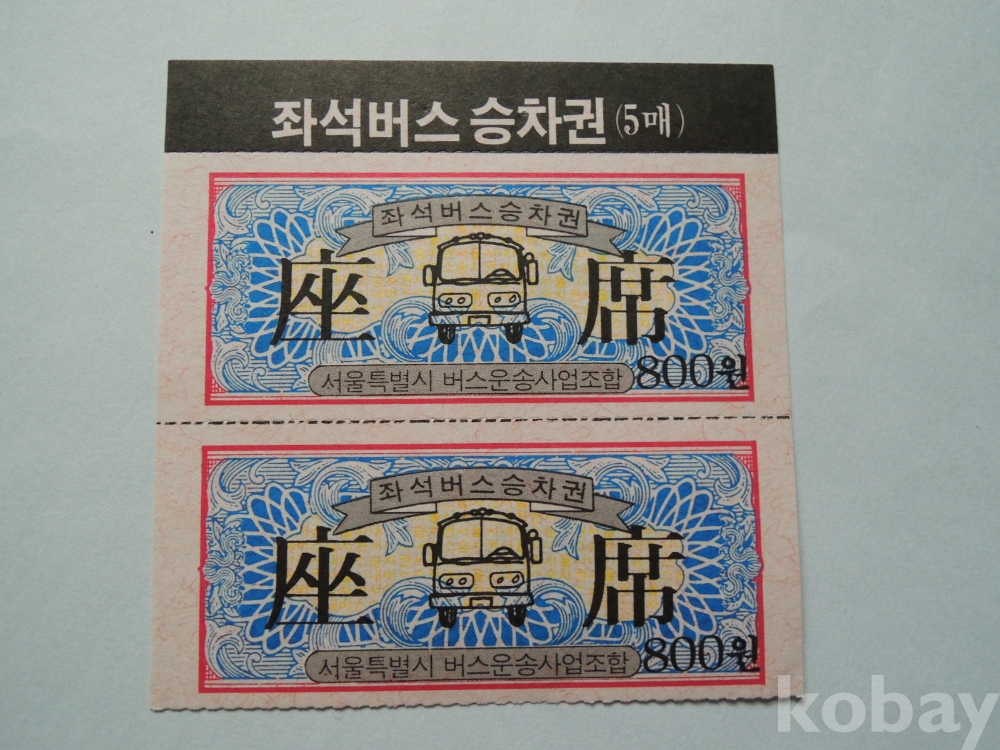 좌석버스 승차권 (5매)
좌석버스승차권
座 席
서울특별시 버스운송사업조합 800원
좌석버스승차권
座 席
서울특별시 버스운송사업조합 800원
kobay